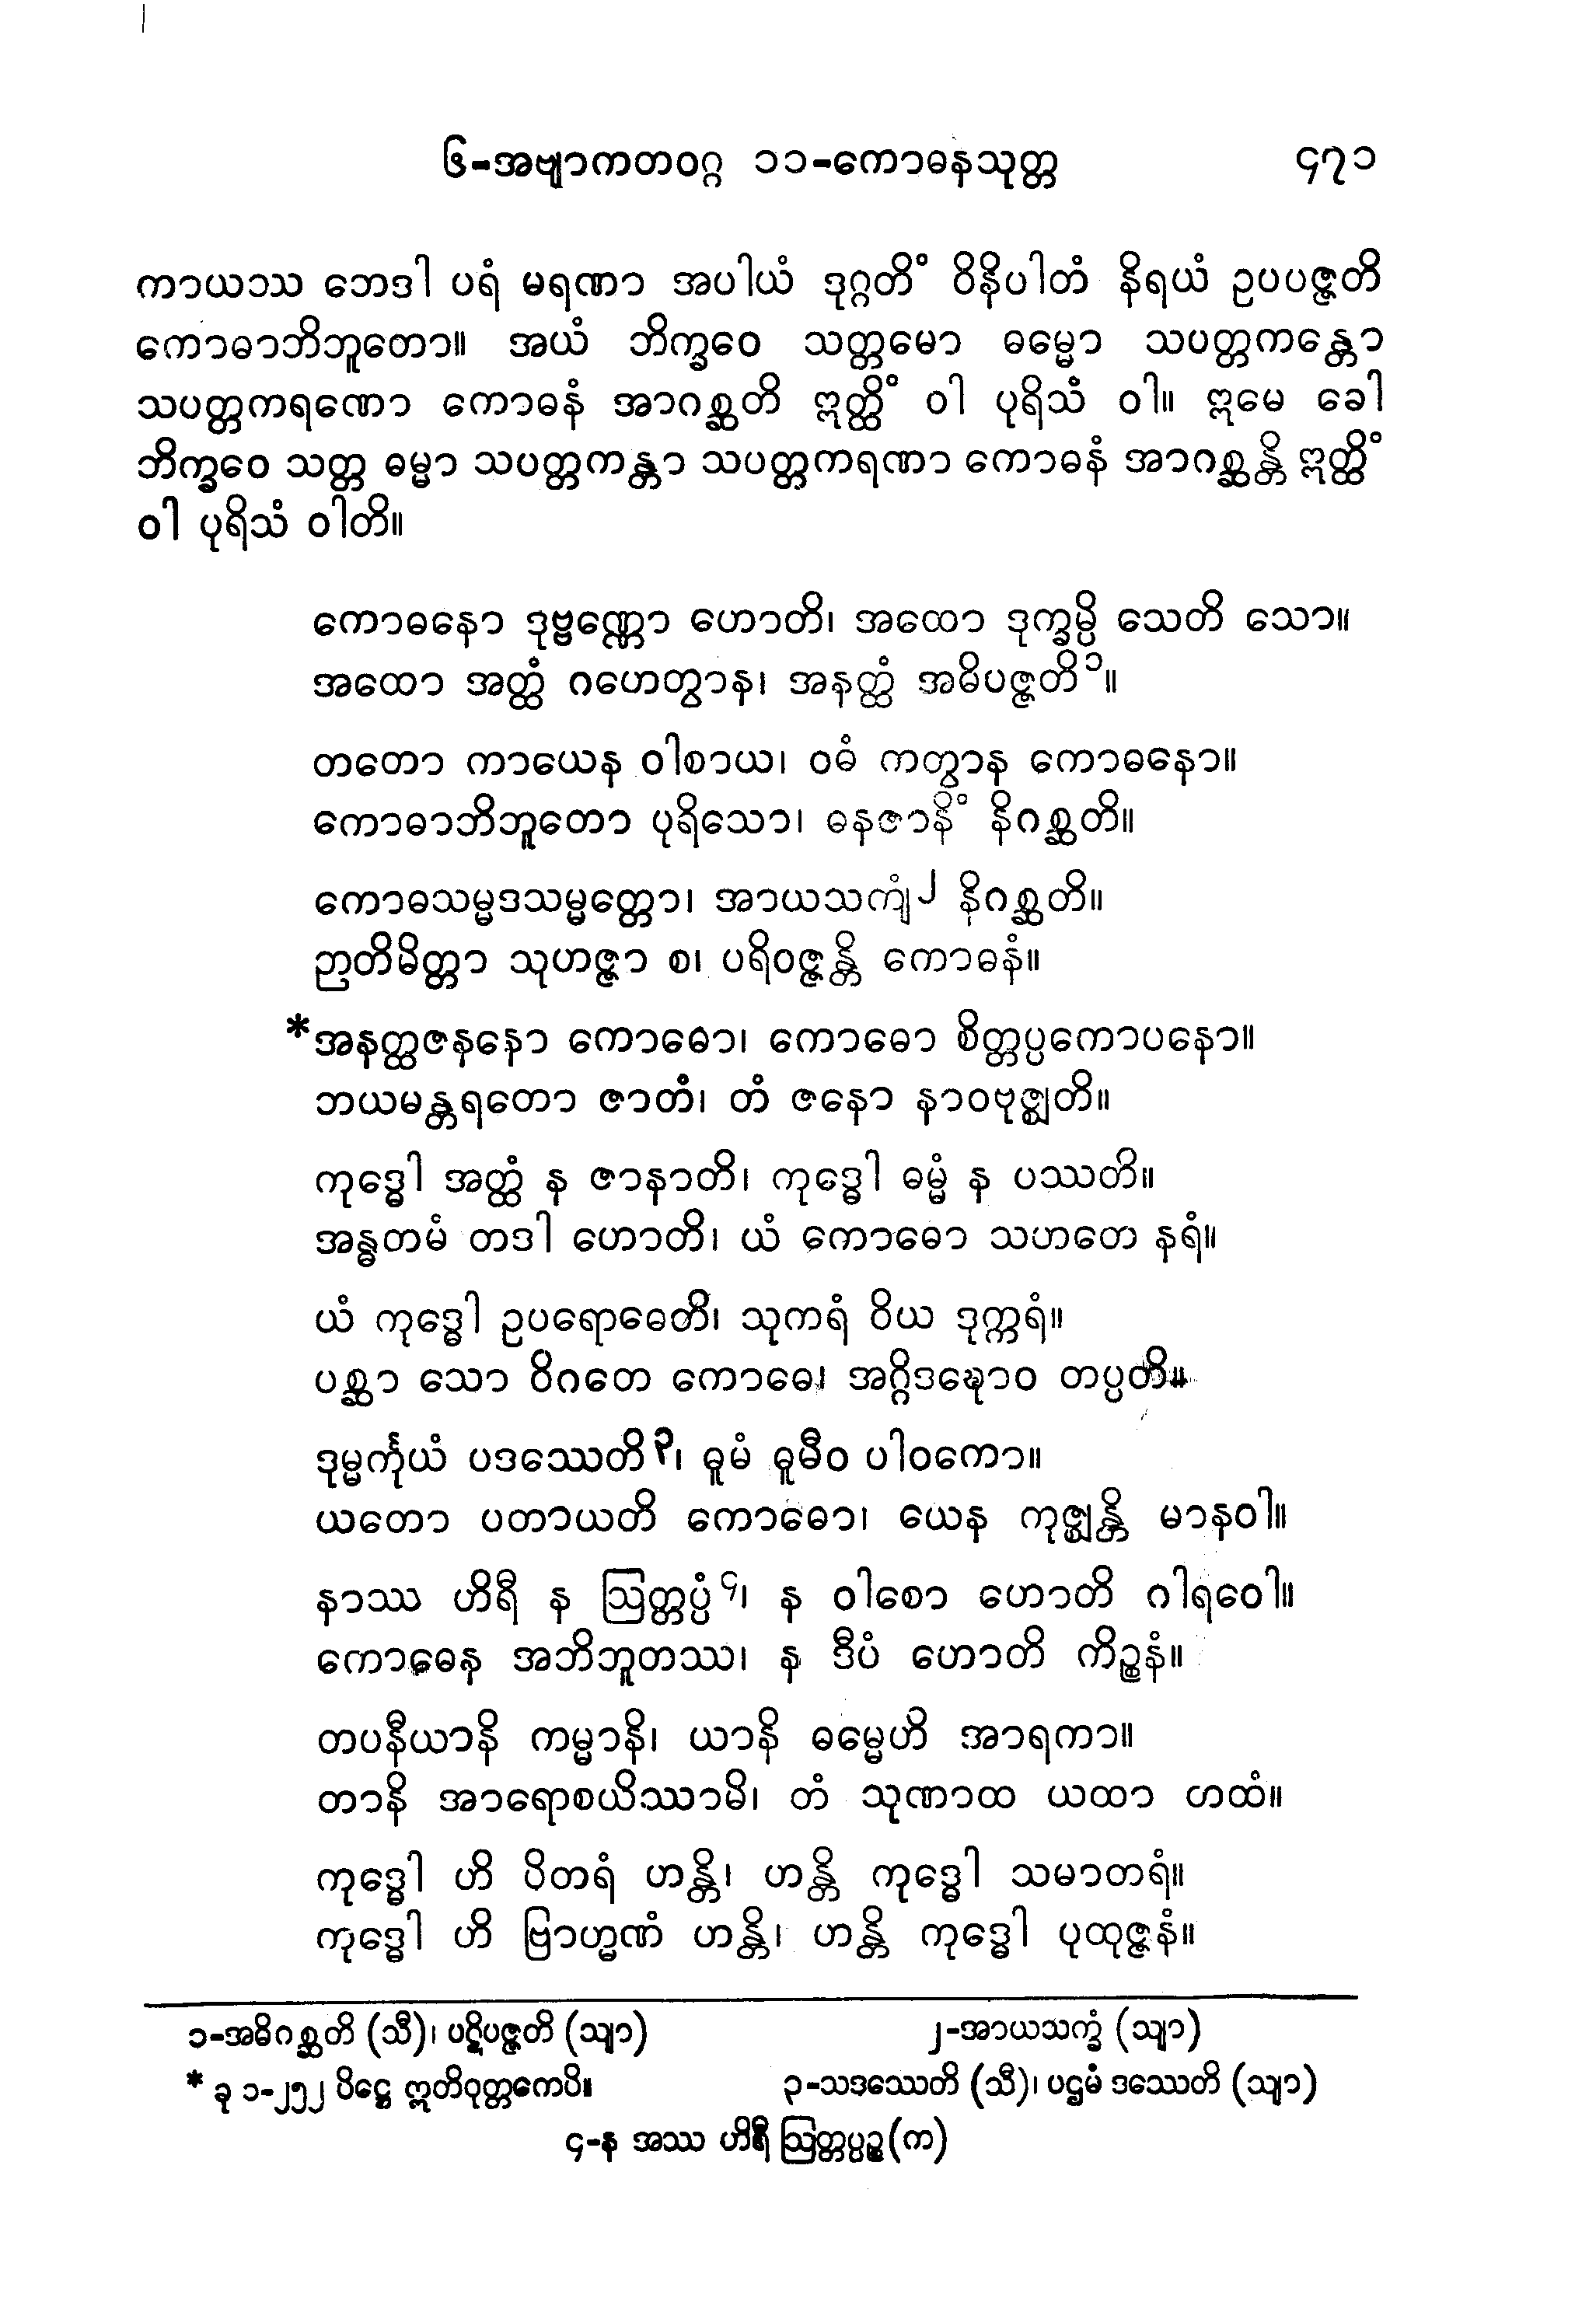 ၆-အဗျာကတဝဂ္ဂ ၁၁-ကောဓနသုတ္တ ၄၇၁
ကာယဿ ဘေဒါ ပရံ မရဏာ အပါယံ ဒုဂ္ဂတိံ ဝိနိပါတံ နိရယံ ဥပပဇ္ဇတိ
ကောဓာဘိဘူတော။ အယံ ဘိက္ခဝေ သတ္တမော ဓမ္မော သပတ္တကန္တော
သပတ္တကရဏော ကောဓနံ အာဂစ္ဆတိ ဣတ္ထိံ ဝါ ပုရိသံ ဝါ။ ဣမေ ခေါ
ဘိက္ခဝေ သတ္တ ဓမ္မာ သပတ္တကန္တာ သပတ္တကရဏာ ကောဓနံ အာဂစ္ဆန္တိ ဣတ္ထိံ
ဝါ ပုရိသံ ဝါတိ။
ကောဓနော ဒုဗ္ဗဏ္ဏော ဟောတိ၊ အထော ဒုက္ခမ္ပိ သေတိ သော။
အထော အတ္ထံ ဂဟေတွာန၊ အနတ္ထံ အဓိပဇ္ဇတိ၁။
တတော ကာယေန ဝါစာယ၊ ဝဓံ ကတွာန ကောဓနော။
ကောဓာဘိဘူတော ပုရိသော၊ ဓနဇာနိံ နိဂစ္ဆတိ။
ကောဓသမ္မဒသမ္မတ္တော၊ အာယသကျံ၂ နိဂစ္ဆတိ။
ဉာတိမိတ္တာ သုဟဇ္ဇာ စ၊ ပရိဝဇ္ဇန္တိ ကောဓနံ။
*အနတ္ထဇနနော ကောဓော၊ ကောဓော စိတ္တပ္ပကောပနော။
ဘယမန္တရတော ဇာတံ၊ တံ ဇနော နာဝဗုဇ္ဈတိ။
ကုဒ္ဓေါ အတ္ထံ န ဇာနာတိ၊ ကုဒ္ဓေါ ဓမ္မံ န ပဿတိ။
အန္ဓတမံ တဒါ ဟောတိ၊ ယံ ကောဓော သဟတေ နရံ။
ယံ ကုဒ္ဓေါ ဥပရောဓေတိ၊ သုကရံ ဝိယ ဒုက္ကရံ။
ပစ္ဆာ သော ဝိဂတေ ကောဓေ၊ အဂ္ဂိဒဍ္ဎောဝ တပ္ပတိ။
ဒုမ္မင်္ကုယံ ပဒဿေတိ၃၊ ဓူမံ ဓူမီဝ ပါဝကော။
ယတော ပတာယတိ ကောဓော၊ ယေန ကုဇ္ဈန္တိ မာနဝါ။
နာဿ ဟိရီ န ဩတ္တပ္ပံ၄၊ န ဝါစော ဟောတိ ဂါရဝေါ။
ကောဓေန အဘိဘူတဿ၊ န ဒီပံ ဟောတိ ကိဉ္စနံ။
တပနီယာနိ ကမ္မာနိ၊ ယာနိ ဓမ္မေဟိ အာရကာ။
တာနိ အာရောစယိဿာမိ၊ တံ သုဏာထ ယထာ တထံ။
ကုဒ္ဓေါ ဟိ ပိတရံ ဟန္တိ၊ ဟန္တိ ကုဒ္ဓေါ သမာတရံ။
ကုဒ္ဓေါ ဟိ ဗြာဟ္မဏံ ဟန္တိ၊ ဟန္တိ ကုဒ္ဓေါ ပုထုဇ္ဇနံ။
၁-အဓိဂစ္ဆတိ (သီ)၊ ပဋိပဇ္ဇတိ (သျာ) ၂-အာယသက္ခံ (သျာ)
* ခု ၁-၂၅၂ ပိဋ္ဌေ ဣတိဝုတ္တကေပိ။ ၃-သဒဿေတိ (သီ)၊ ပဌမံ ဒဿေတိ (သျာ)
၄-န အဿ ဟိရီ ဩတ္တပ္ပဉ္စ (က)